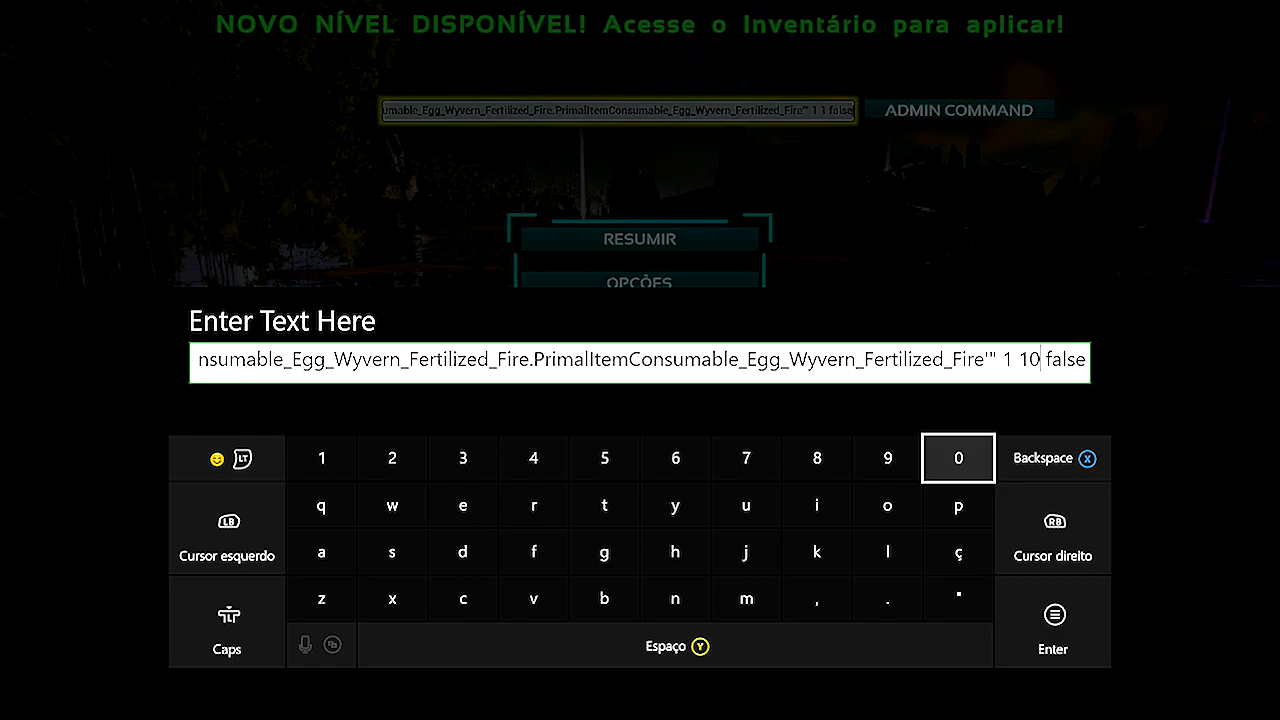 NOVO NÍVEL DISPONÍVEL! Acesse o Inventário para aplicar!
umable_Egg_Wyvern_Fertilized_Fire.PrimalItemConsumable_Egg_Wyvern_Fertilized_Fire'" 1 1 false
ADMIN COMMAND
RESUMIR
OPCÕES
Enter Text Here
nsumable_Egg_Wyvern_Fertilized_Fire.PrimalItemConsumable_Egg_Wyvern_Fertilized_Fire'" 1 10 false
LT 1 2 3 4 5 6 7 8 9 0 Backspace X
q w e r t y u i o p
LB Cursor esquerdo
a s d f g h j k l ç
RB Cursor direito
z x c v b n m , . "
Caps
Espaço Y
Enter